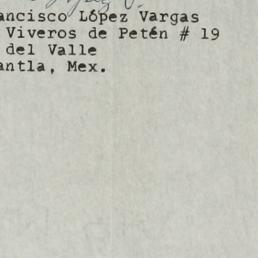 ancisco López Vargas
Viveros de Petén # 19
del Valle
antla, Mex.